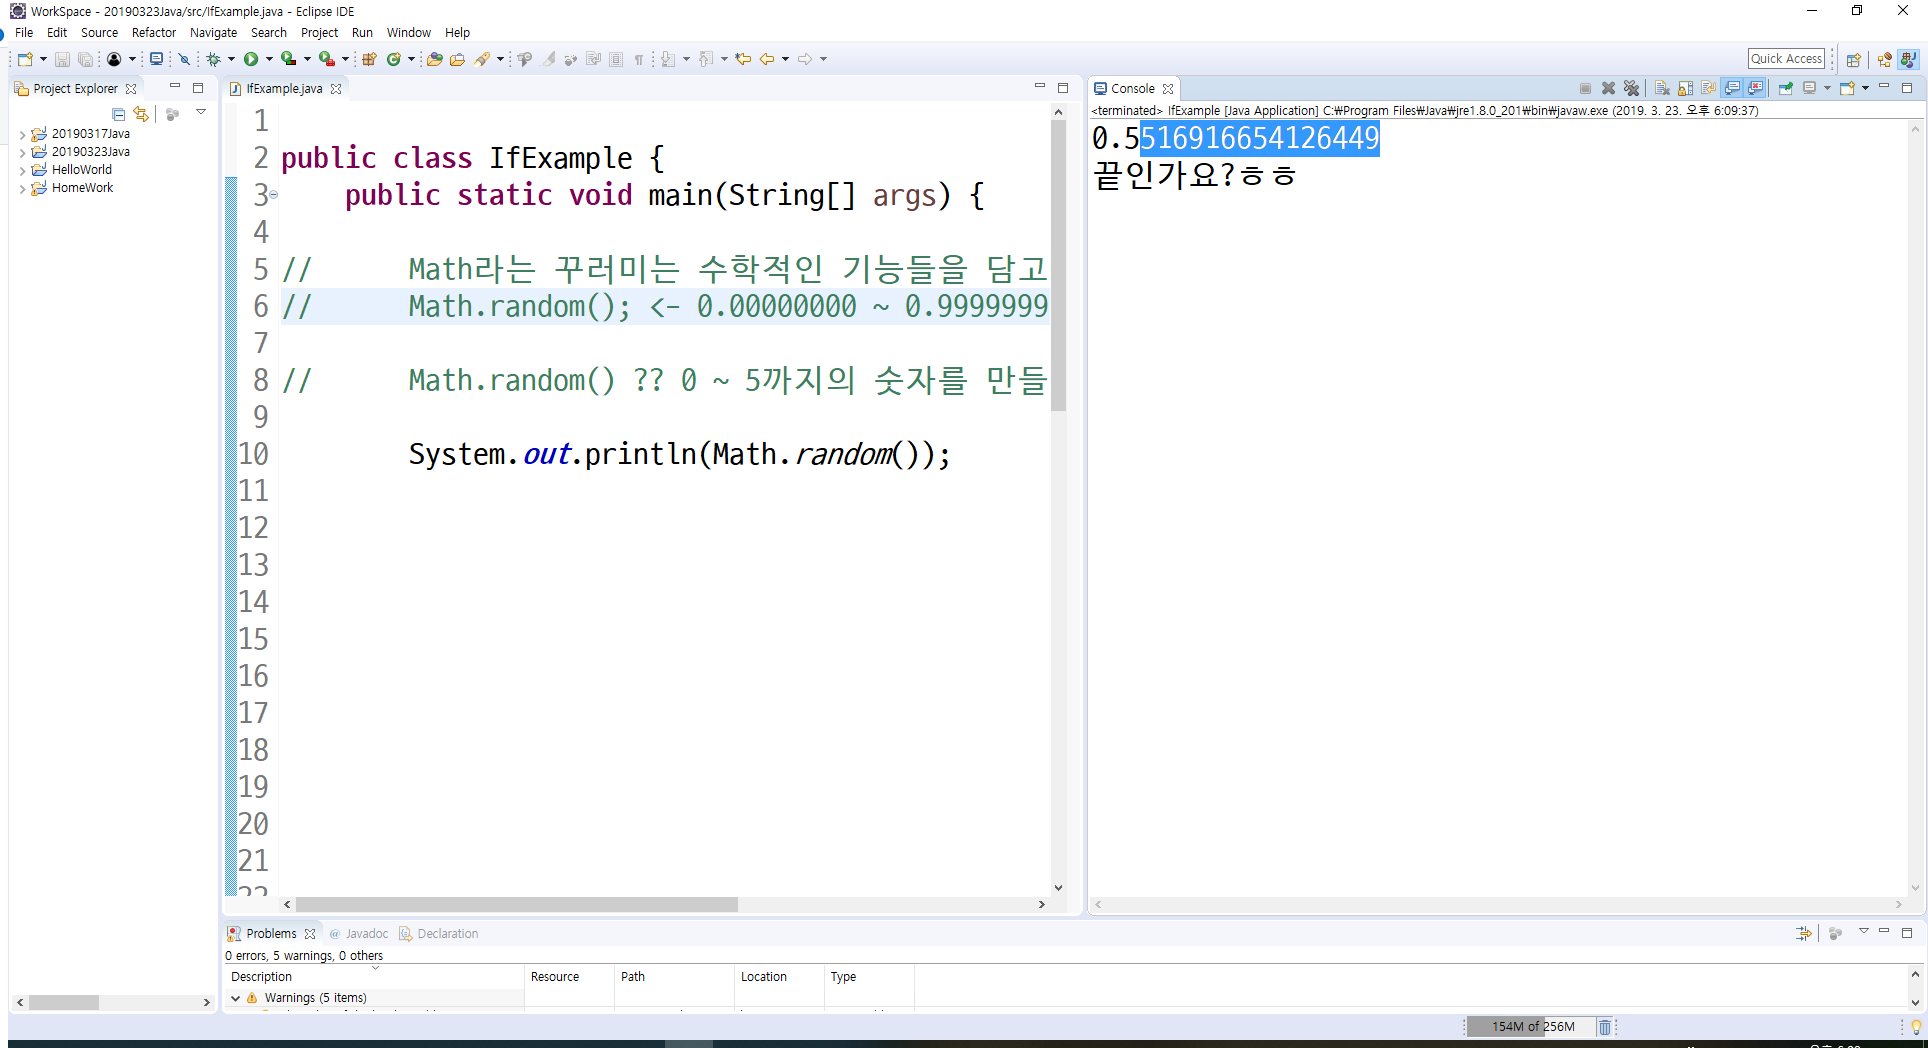 WorkSpace - 20190323Java/src/IfExample.java - Eclipse IDE
File Edit Source Refactor Navigate Search Project Run Window Help
Quick Access
Project Explorer
20190317Java
20190323Java
HelloWorld
HomeWork
IfExample.java
1
2 public class IfExample {
3 public static void main(String[] args) {
4
5 // Math라는 꾸러미는 수학적인 기능들을 담고
6 // Math.random(); <- 0.00000000 ~ 0.9999999
7
8 // Math.random() ?? 0 ~ 5까지의 숫자를 만들
9
10 System.out.println(Math.random());
11
12
13
14
15
16
17
18
19
20
21
22
Console
<terminated> IfExample [Java Application] C:₩Program Files₩Java₩jre1.8.0_201₩bin₩javaw.exe (2019. 3. 23. 오후 6:09:37)
0.5516916654126449
끝인가요?ㅎㅎ
Problems Javadoc Declaration
0 errors, 5 warnings, 0 others
Description Resource Path Location Type
Warnings (5 items)
154M of 256M